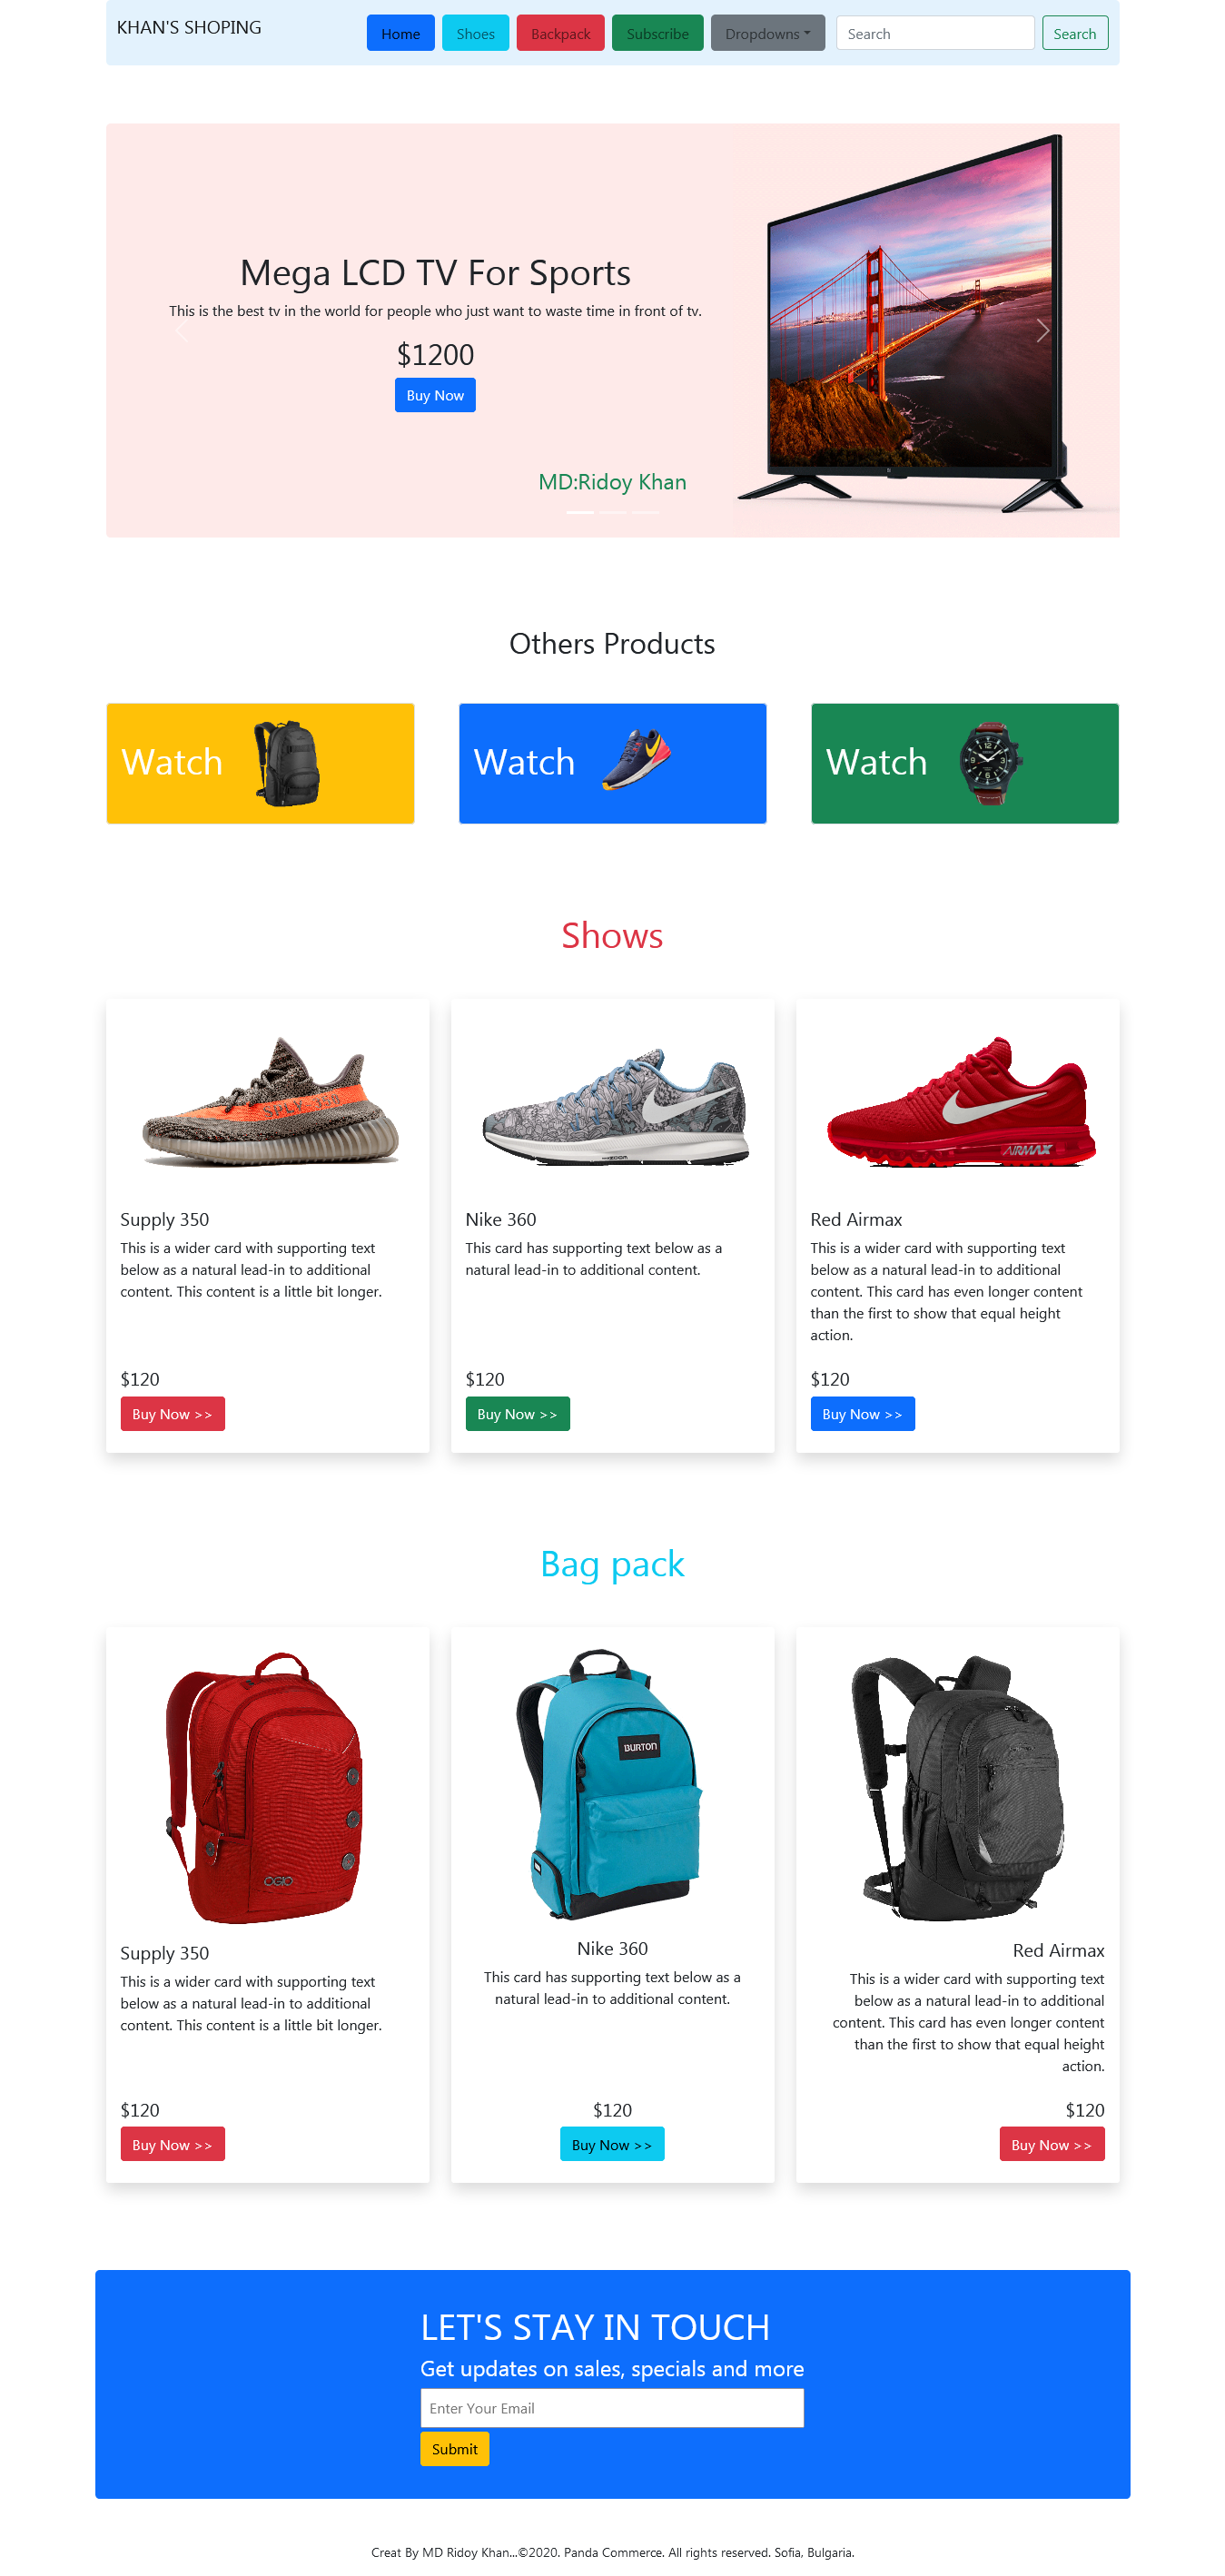 KHAN'S SHOPING
Home Shoes Backpack Subscribe Dropdowns Search Search
Mega LCD TV For Sports
This is the best tv in the world for people who just want to waste time in front of tv.
$1200
Buy Now
MD:Ridoy Khan
Others Products
Watch Watch Watch
Shows
SPLY 350
ZOOM
AIRMAX
Supply 350
This is a wider card with supporting text
below as a natural lead-in to additional
content. This content is a little bit longer.
$120
Buy Now >>
Nike 360
This card has supporting text below as a
natural lead-in to additional content.
$120
Buy Now >>
Red Airmax
This is a wider card with supporting text
below as a natural lead-in to additional
content. This card has even longer content
than the first to show that equal height
action.
$120
Buy Now >>
Bag pack
OGIO
BURTON
Supply 350
This is a wider card with supporting text
below as a natural lead-in to additional
content. This content is a little bit longer.
$120
Buy Now >>
Nike 360
This card has supporting text below as a
natural lead-in to additional content.
$120
Buy Now >>
Red Airmax
This is a wider card with supporting text
below as a natural lead-in to additional
content. This card has even longer content
than the first to show that equal height
action.
$120
Buy Now >>
LET'S STAY IN TOUCH
Get updates on sales, specials and more
Enter Your Email
Submit
Creat By MD Ridoy Khan...©2020. Panda Commerce. All rights reserved. Sofia, Bulgaria.